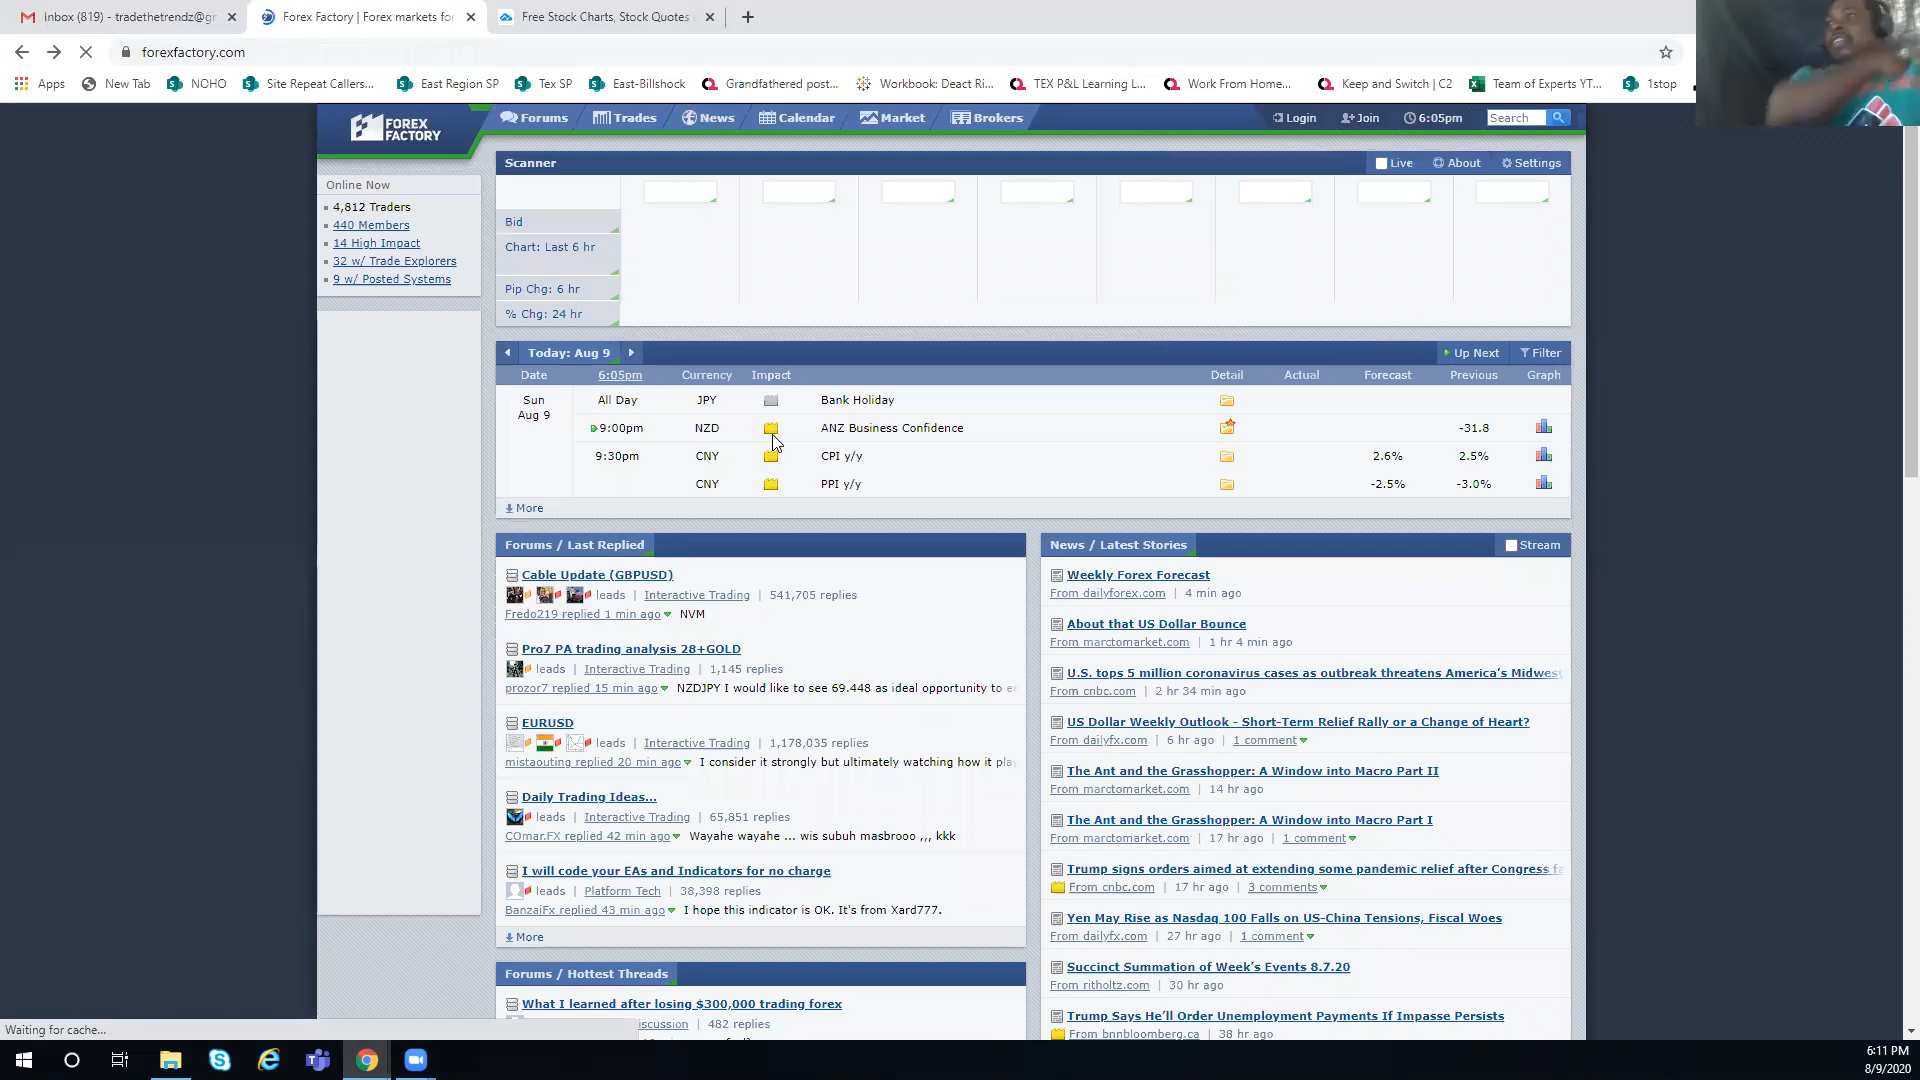 Inbox (819) - tradethetrendz@gr
Forex Factory | Forex markets for
Free Stock Charts, Stock Quotes
forexfactory.com
Apps
New Tab
NOHO
Site Repeat Callers...
East Region SP
Tex SP
East-Billshock
Grandfathered post...
Workbook: Deact Ri...
TEX P&L Learning L...
Work From Home...
Keep and Switch | C2
Team of Experts YT...
1stop
FOREX FACTORY
Forums
Trades
News
Calendar
Market
Brokers
Login
Join
6:05pm
Search
Online Now
4,812 Traders
440 Members
14 High Impact
32 w/ Trade Explorers
9 w/ Posted Systems
Scanner
Live
About
Settings
Bid
Chart: Last 6 hr
Pip Chg: 6 hr
% Chg: 24 hr
Today: Aug 9
Up Next
Filter
Date 6:05pm Currency Impact Detail Actual Forecast Previous Graph
Sun Aug 9
All Day JPY Bank Holiday
9:00pm NZD ANZ Business Confidence -31.8
9:30pm CNY CPI y/y 2.6% 2.5%
CNY PPI y/y -2.5% -3.0%
More
Forums / Last Replied
Cable Update (GBPUSD)
leads | Interactive Trading | 541,705 replies
Fredo219 replied 1 min ago NVM
Pro7 PA trading analysis 28+GOLD
leads | Interactive Trading | 1,145 replies
prozor7 replied 15 min ago NZDJPY I would like to see 69.448 as ideal opportunity to e
EURUSD
leads | Interactive Trading | 1,178,035 replies
mistaouting replied 20 min ago I consider it strongly but ultimately watching how it pla
Daily Trading Ideas...
leads | Interactive Trading | 65,851 replies
COmar.FX replied 42 min ago Wayahe wayahe ... wis subuh masbrooo ,,, kkk
I will code your EAs and Indicators for no charge
leads | Platform Tech | 38,398 replies
BanzaiFx replied 43 min ago I hope this indicator is OK. It's from Xard777.
More
Forums / Hottest Threads
What I learned after losing $300,000 trading forex
iscussion | 482 replies
News / Latest Stories
Stream
Weekly Forex Forecast
From dailyforex.com | 4 min ago
About that US Dollar Bounce
From marctomarket.com | 1 hr 4 min ago
U.S. tops 5 million coronavirus cases as outbreak threatens America's Midwest
From cnbc.com | 2 hr 34 min ago
US Dollar Weekly Outlook - Short-Term Relief Rally or a Change of Heart?
From dailyfx.com | 6 hr ago | 1 comment
The Ant and the Grasshopper: A Window into Macro Part II
From marctomarket.com | 14 hr ago
The Ant and the Grasshopper: A Window into Macro Part I
From marctomarket.com | 17 hr ago | 1 comment
Trump signs orders aimed at extending some pandemic relief after Congress fa
From cnbc.com | 17 hr ago | 3 comments
Yen May Rise as Nasdaq 100 Falls on US-China Tensions, Fiscal Woes
From dailyfx.com | 27 hr ago | 1 comment
Succinct Summation of Week's Events 8.7.20
From ritholtz.com | 30 hr ago
Trump Says He'll Order Unemployment Payments If Impasse Persists
From bnnbloomberg.ca | 38 hr ago
Waiting for cache...
6:11 PM
8/9/2020